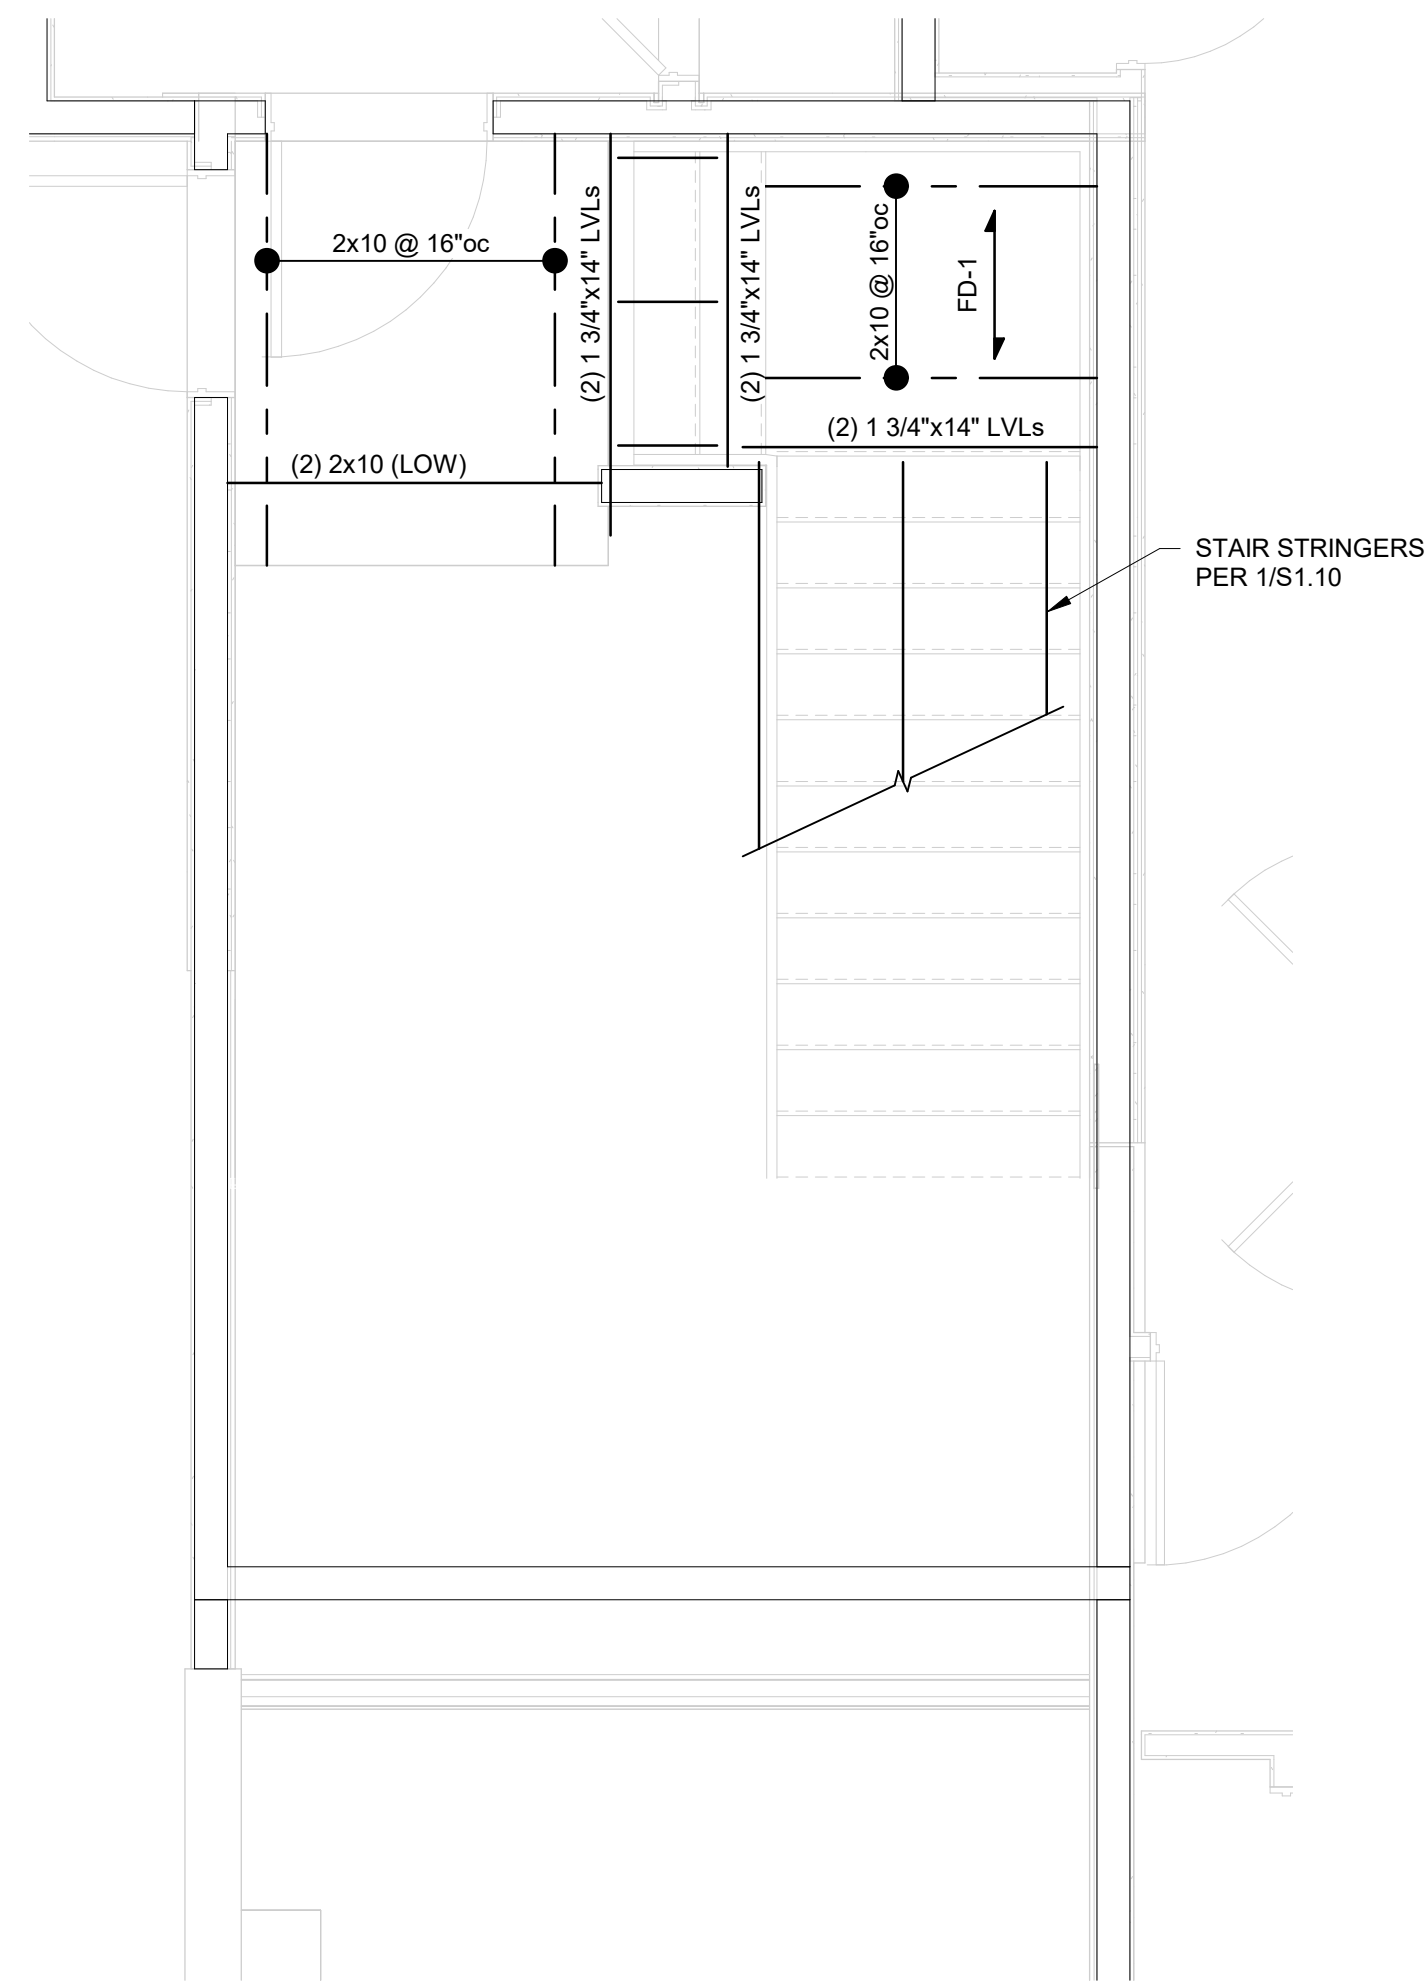 2x10 @ 16"oc
(2) 1 3/4"x14" LVLs
(2) 1 3/4"x14" LVLs
2x10 @ 16"oc
FD-1
(2) 1 3/4"x14" LVLs
(2) 2x10 (LOW)
STAIR STRINGERS
PER 1/S1.10